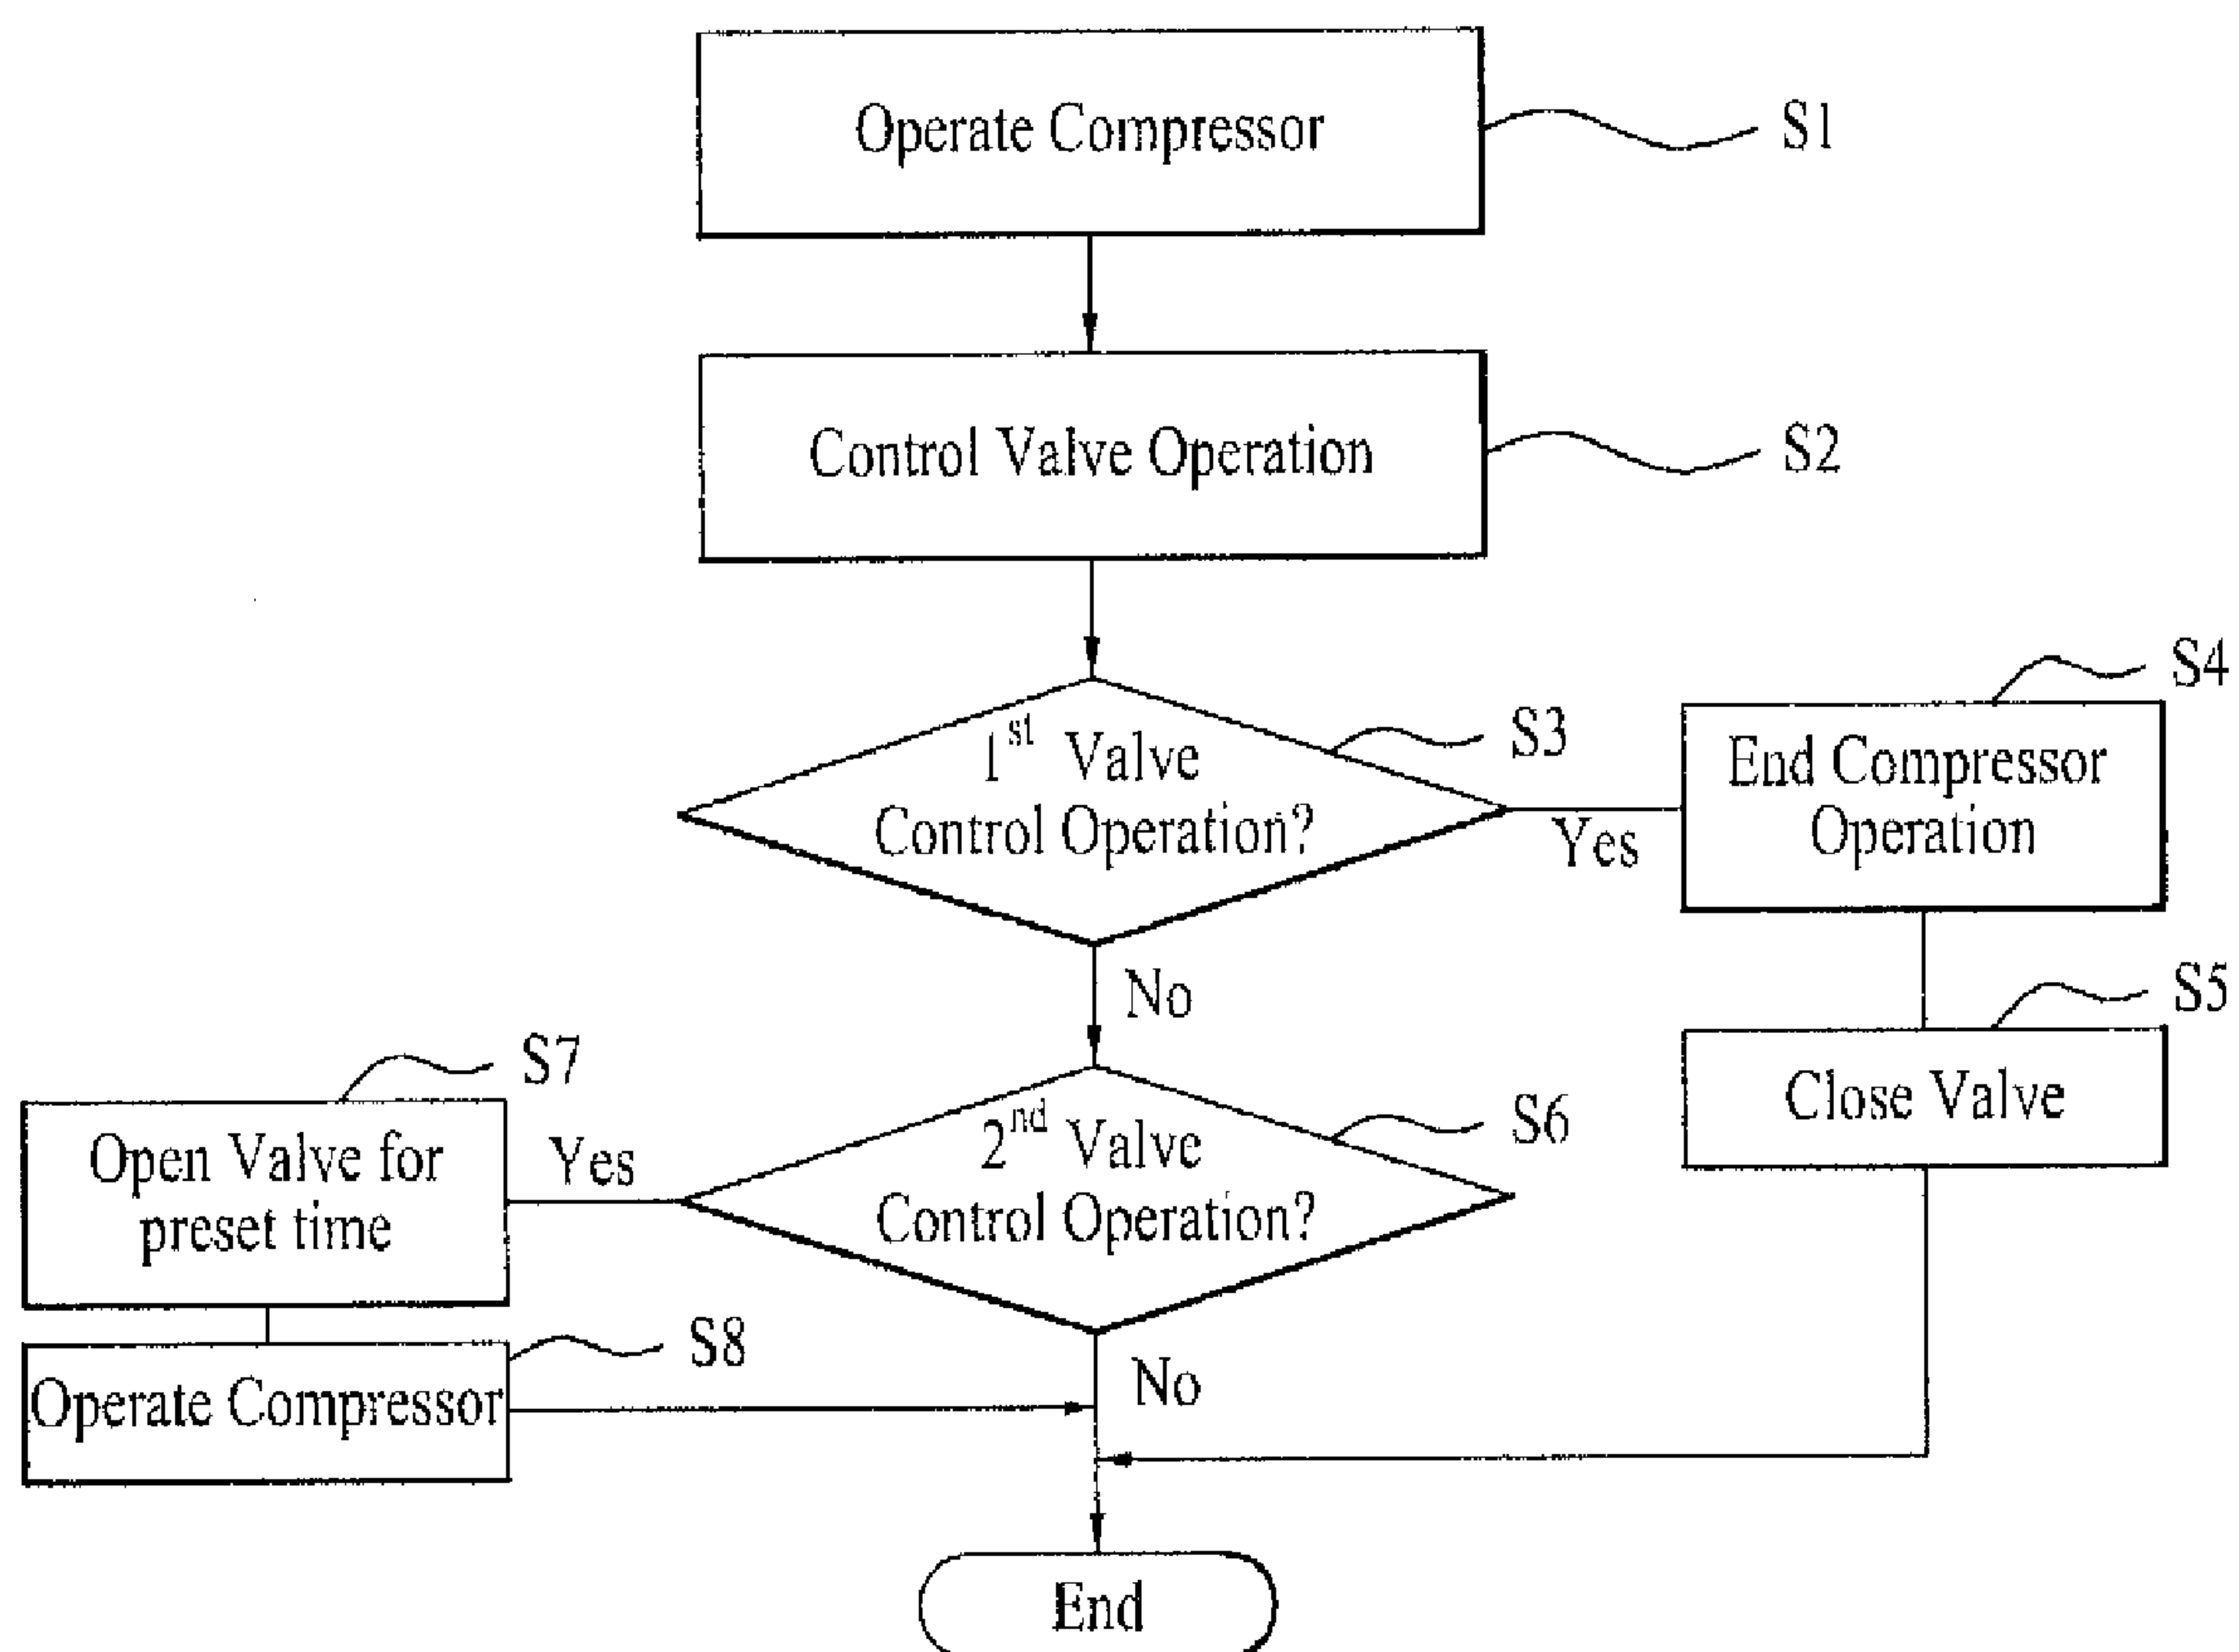 Operate Compressor
S1
Control Valve Operation
S2
1st Valve
Control Operation?
S3
Yes
S4
End Compressor
Operation
No
S5
Close Valve
2nd Valve
Control Operation?
S6
Yes
S7
Open Valve for
preset time
S8
Operate Compressor
No
End